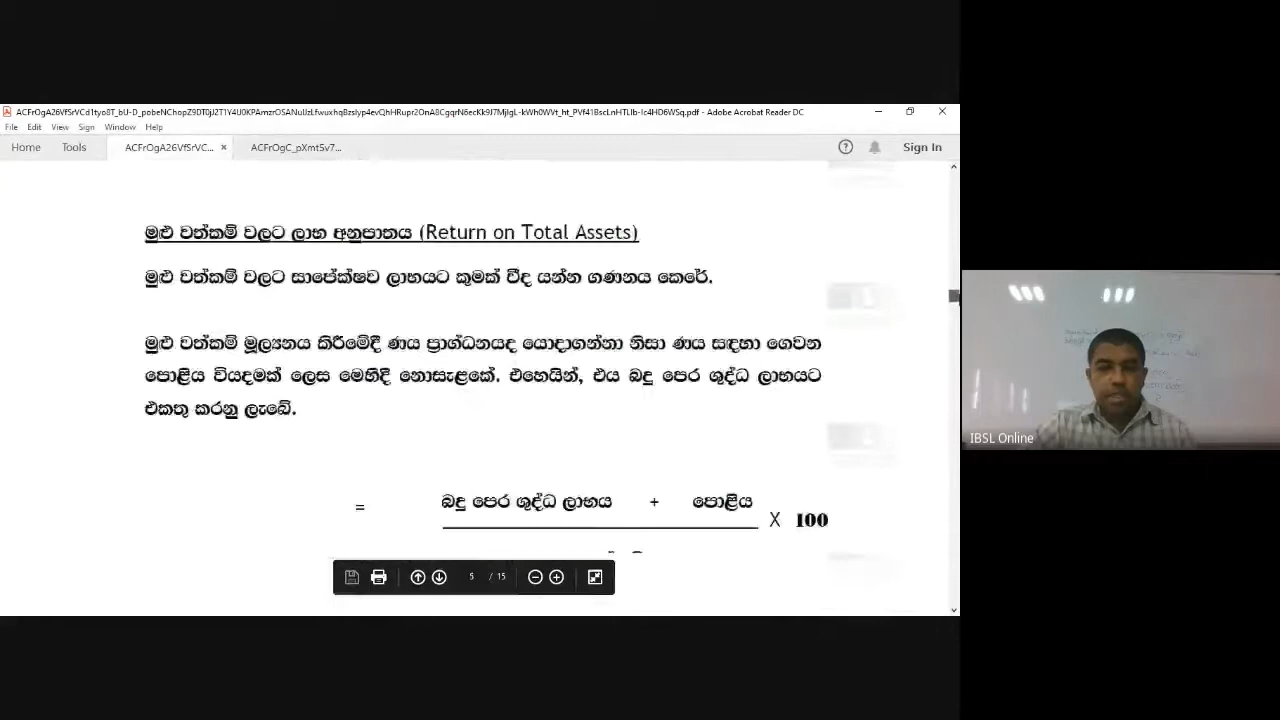 ACFrOgA26VfSrVCd1tyo8T_bU-D_pobeNChopZ9DT0jJ2T1Y4U0KPAmzrOSANuUzLfwuxhqBzsIyp4evQhHRupr2OnA8CgqrN6ecKk9J7MjIgL-kWh0WVt_ht_PVf41BscLnHTLIb-Ic4HD6WSq.pdf - Adobe Acrobat Reader DC
File Edit View Sign Window Help
Home Tools ACFrOgA26VfSrVC... × ACFrOgC_pXmtSv7... Sign In
මුළු වත්කම් වලට ලාභ අනුපාතය (Return on Total Assets)
මුළු වත්කම් වලට සාපේක්ෂව ලාභයට කුමක් වීද යන්න ගණනය කෙරේ.
මුළු වත්කම් මූල්‍යනය කිරීමේදී ණය ප්‍රාග්ධනයද යොදාගන්නා නිසා ණය සඳහා ගෙවන
පොළිය වියදමක් ලෙස මෙහිදී නොසැළකේ. එහෙයින්, එය බදු පෙර ශුද්ධ ලාභයට
එකතු කරනු ලැබේ.
= බදු පෙර ශුද්ධ ලාභය + පොළිය X 100
5 / 15
IBSL Online